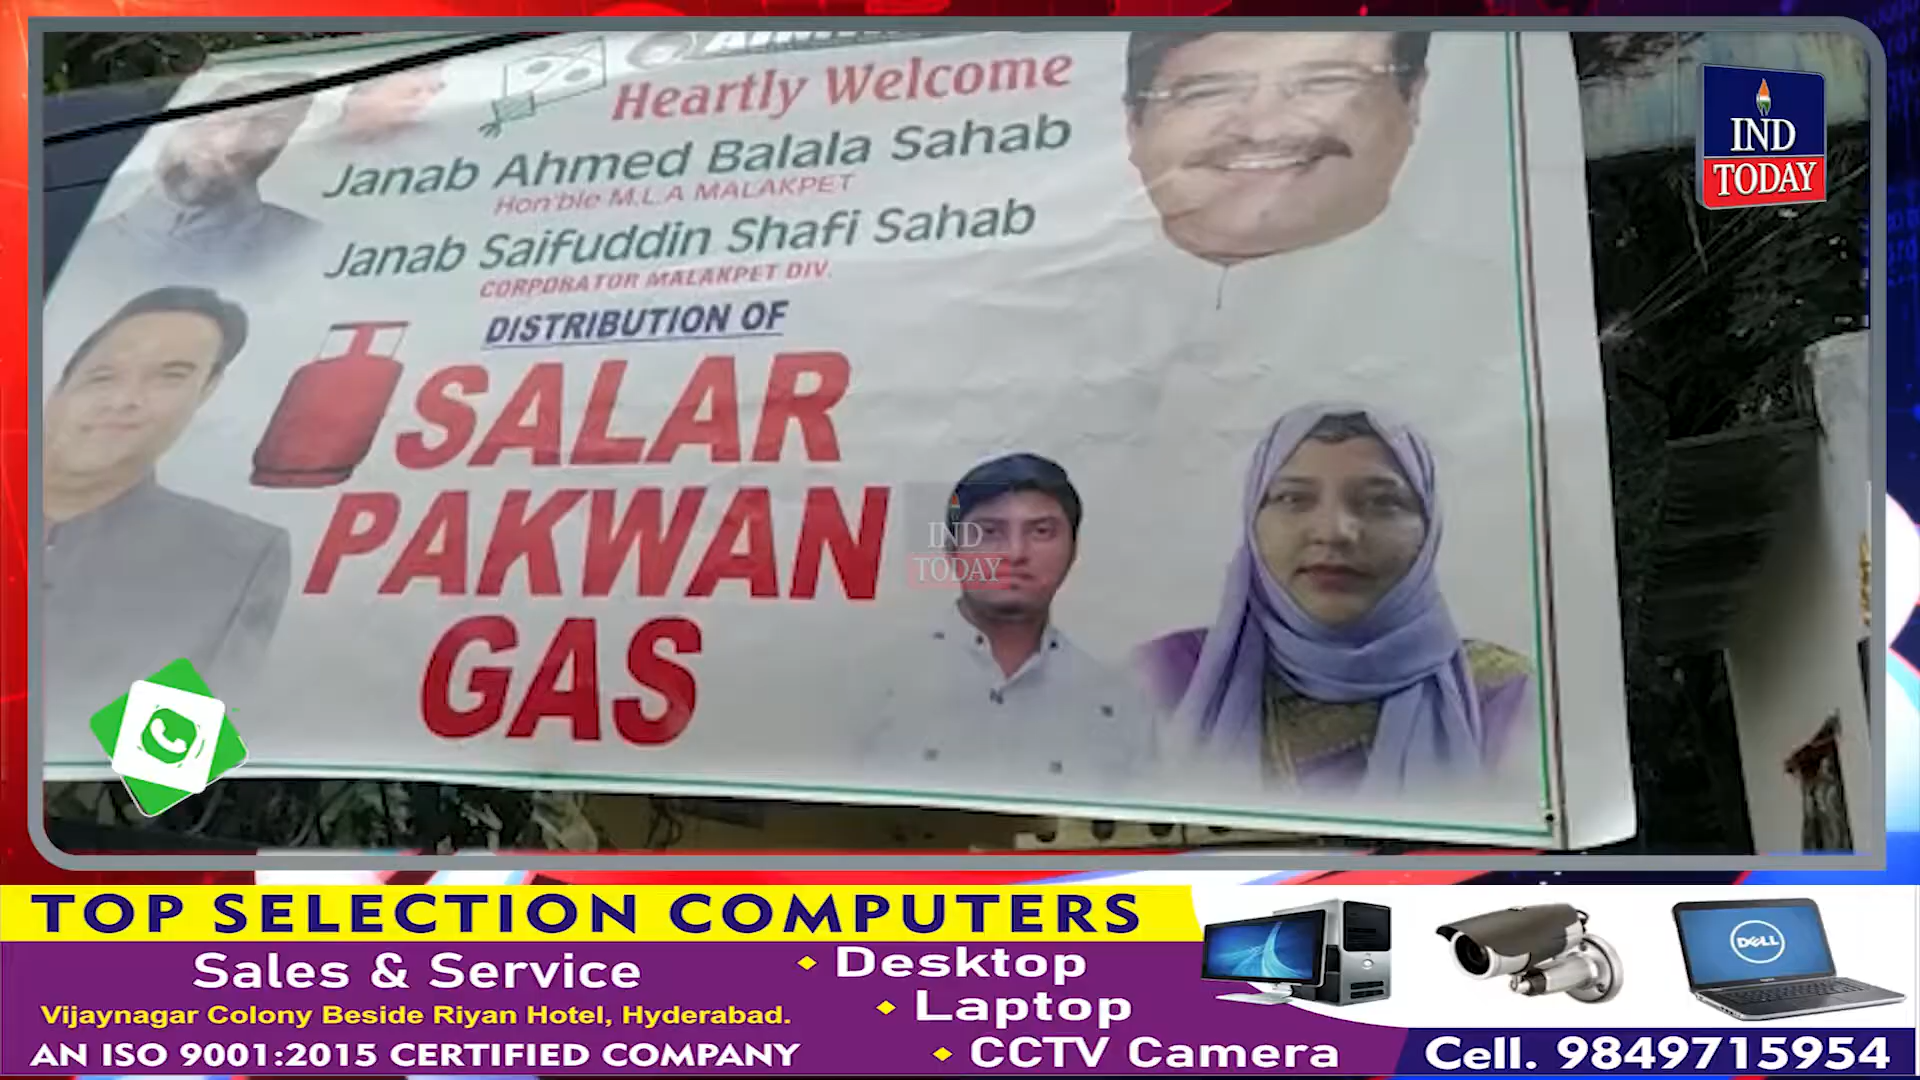 Heartly Welcome
Janab Ahmed Balala Sahab
Hon'ble M.L.A MALAKPET
Janab Saifuddin Shafi Sahab
CORPORATOR MALAKPET DIV.
DISTRIBUTION OF
SALAR
PAKWAN
GAS
IND
TODAY
IND
TODAY
TOP SELECTION COMPUTERS
Sales & Service
Vijaynagar Colony Beside Riyan Hotel, Hyderabad.
AN ISO 9001:2015 CERTIFIED COMPANY
Desktop
Laptop
CCTV Camera
DELL
Cell. 9849715954